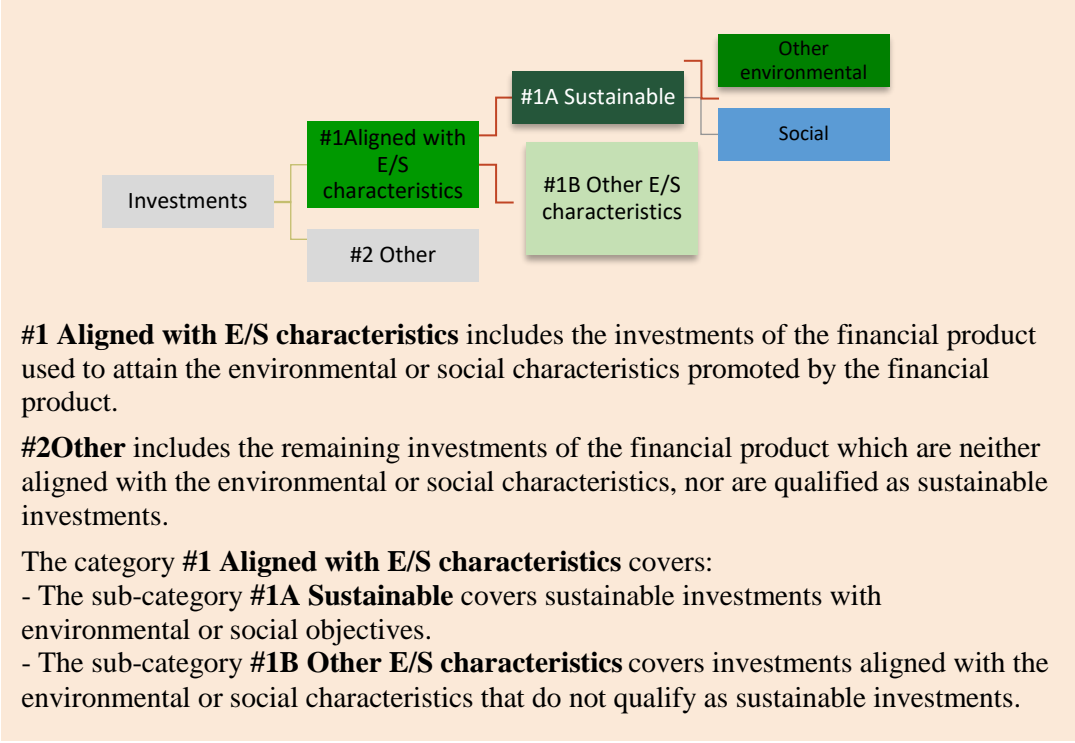 Other
environmental
#1A Sustainable
Social
#1Aligned with
E/S
characteristics
#1B Other E/S
characteristics
Investments
#2 Other
#1 Aligned with E/S characteristics includes the investments of the financial product
used to attain the environmental or social characteristics promoted by the financial
product.
#2Other includes the remaining investments of the financial product which are neither
aligned with the environmental or social characteristics, nor are qualified as sustainable
investments.
The category #1 Aligned with E/S characteristics covers:
- The sub-category #1A Sustainable covers sustainable investments with
environmental or social objectives.
- The sub-category #1B Other E/S characteristics covers investments aligned with the
environmental or social characteristics that do not qualify as sustainable investments.